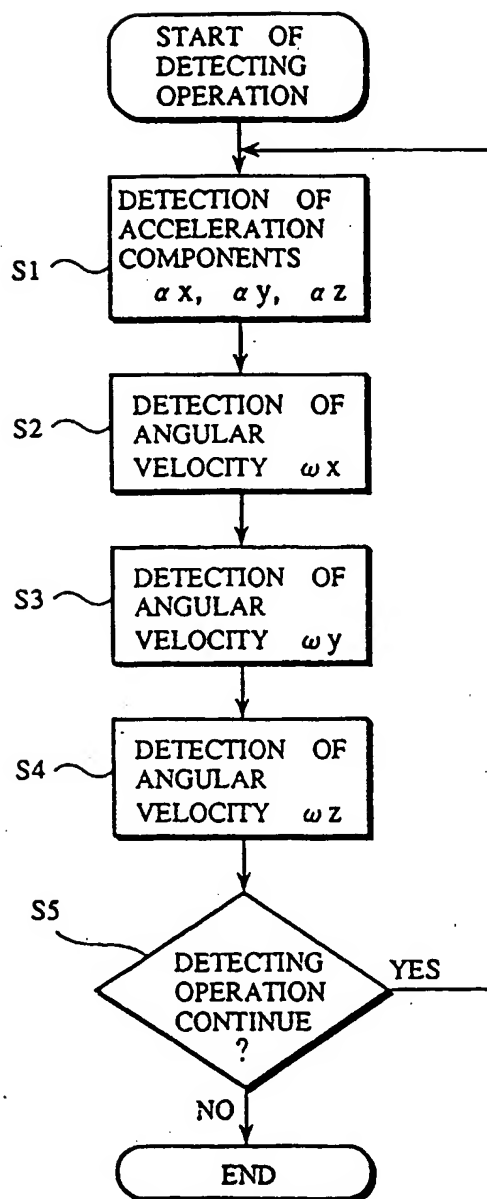 START OF
DETECTING
OPERATION
DETECTION OF
ACCELERATION
COMPONENTS
αx, αy, αz
S1
DETECTION OF
ANGULAR
VELOCITY ωx
S2
DETECTION OF
ANGULAR
VELOCITY ωy
S3
DETECTION OF
ANGULAR
VELOCITY ωz
S4
S5
DETECTING
OPERATION
CONTINUE
?
YES
NO
END